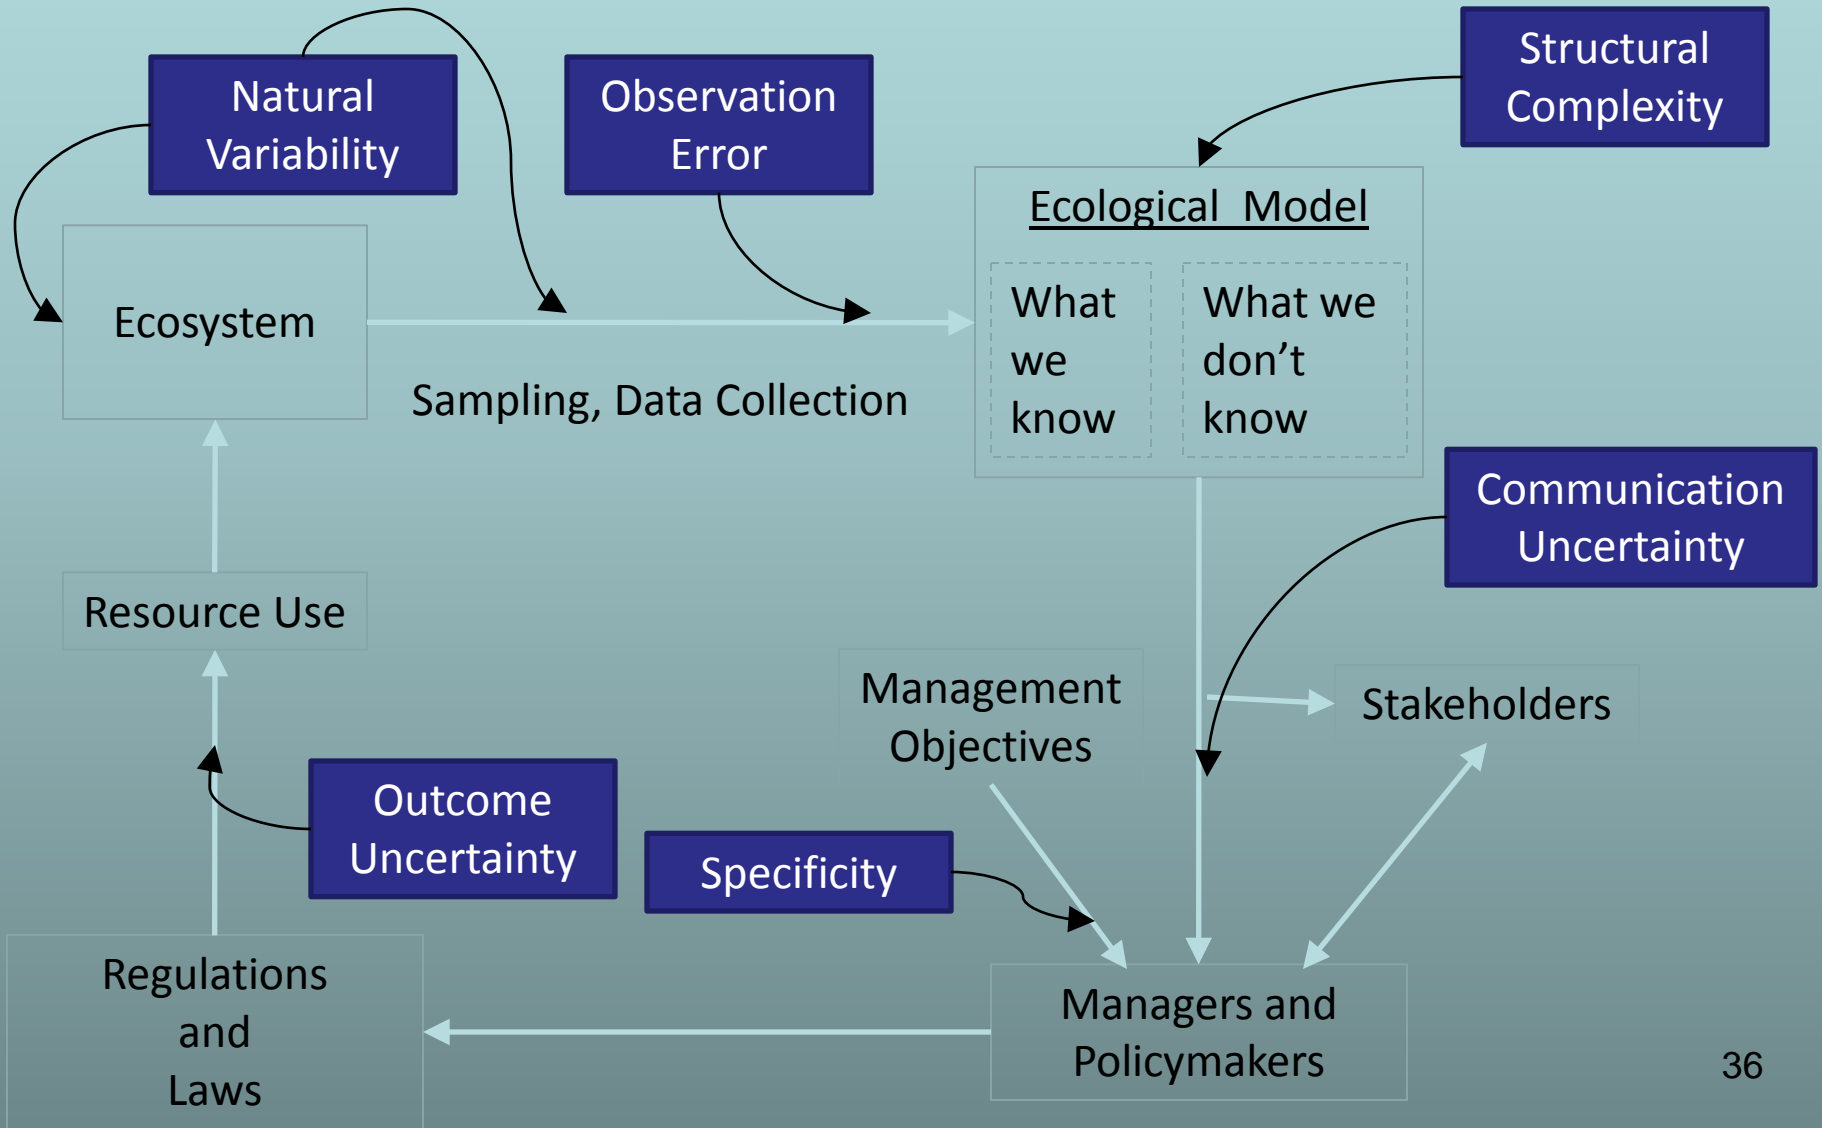 Natural
Variability
Observation
Error
Structural
Complexity
Ecosystem
Sampling, Data Collection
Ecological Model
What
we
know
What we
don’t
know
Communication
Uncertainty
Resource Use
Management
Objectives
Stakeholders
Outcome
Uncertainty
Specificity
Regulations
and
Laws
Managers and
Policymakers
36